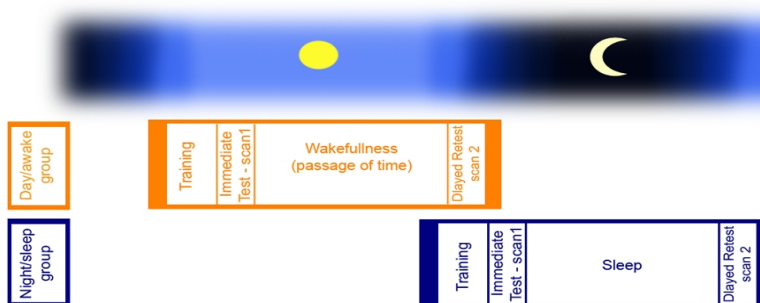 Day/awake
group
Training
Immediate
Test - scan1
Wakefullness
(passage of time)
Dlayed Retest
scan 2
Night/sleep
group
Training
Immediate
Test - scan1
Sleep
Dlayed Retest
scan 2